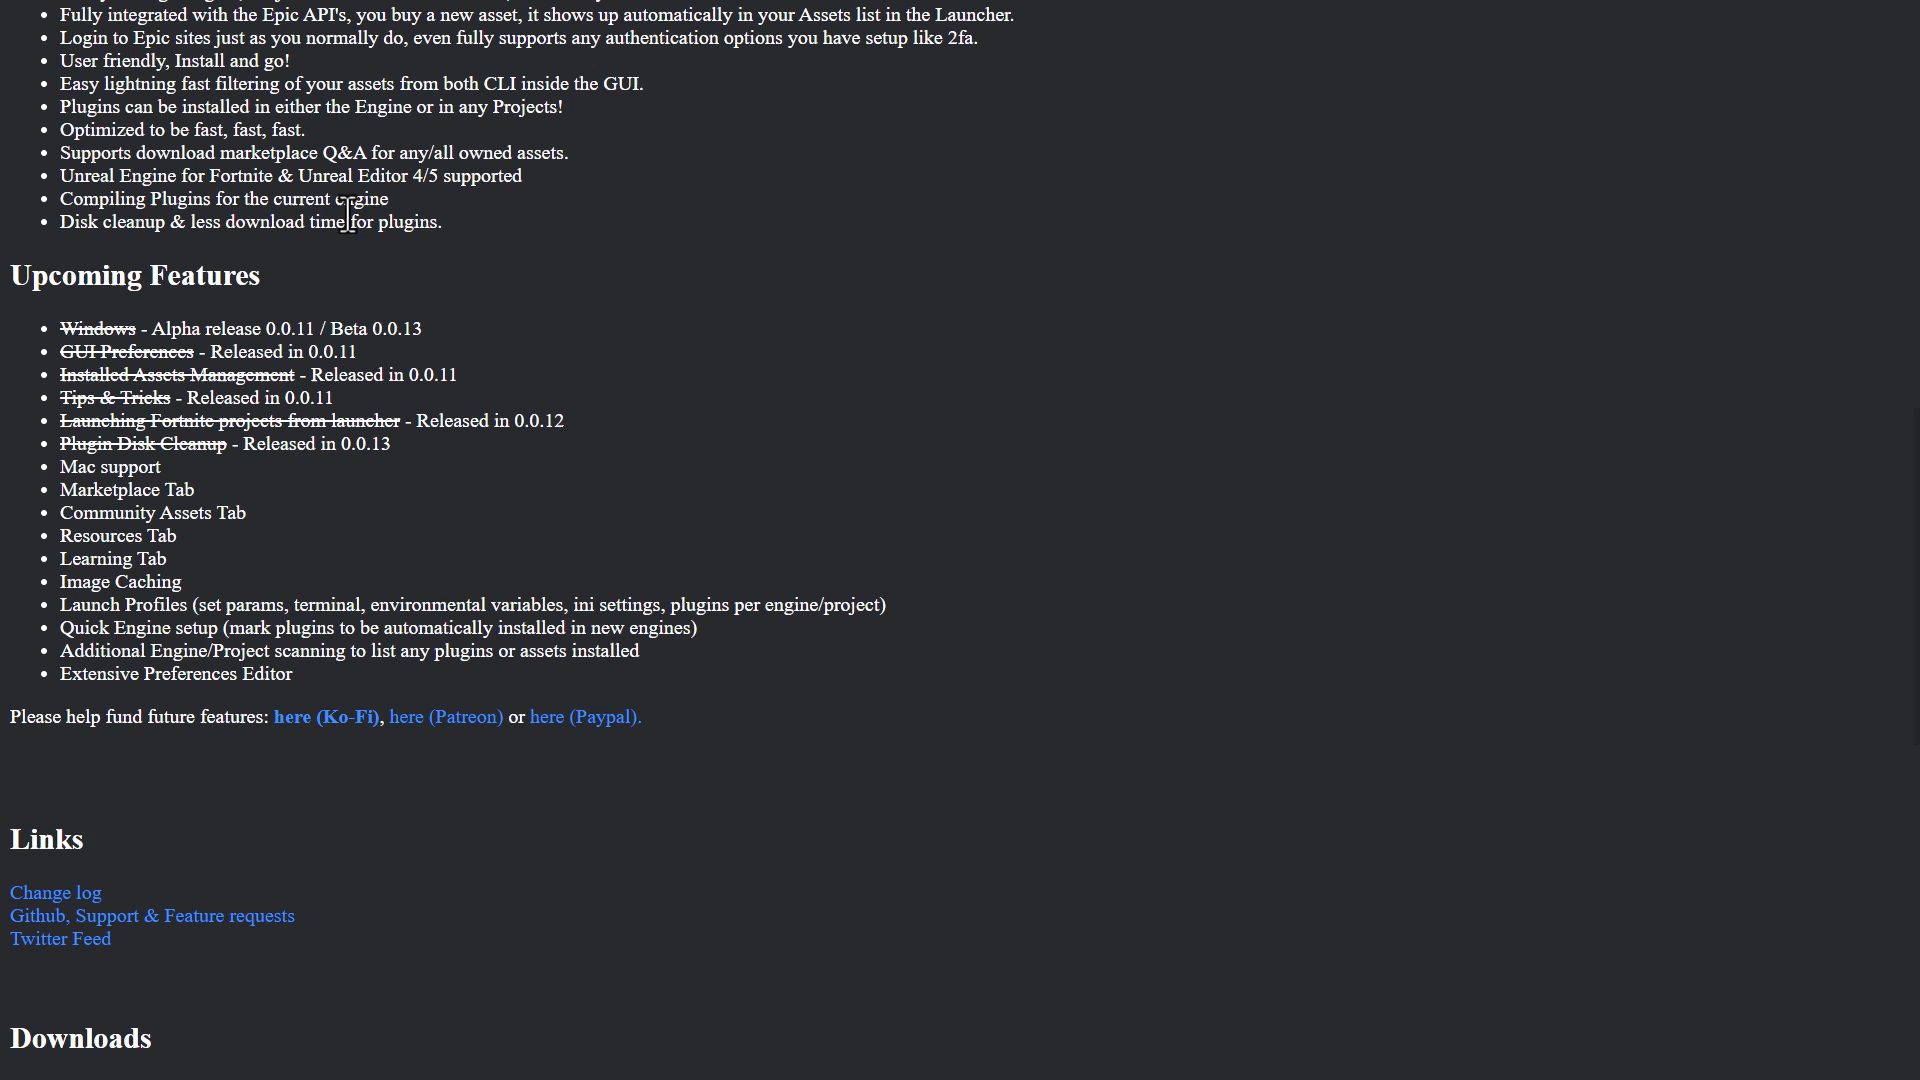 Fully integrated with the Epic API's, you buy a new asset, it shows up automatically in your Assets list in the Launcher.
Login to Epic sites just as you normally do, even fully supports any authentication options you have setup like 2fa.
User friendly, Install and go!
Easy lightning fast filtering of your assets from both CLI inside the GUI.
Plugins can be installed in either the Engine or in any Projects!
Optimized to be fast, fast, fast.
Supports download marketplace Q&A for any/all owned assets.
Unreal Engine for Fortnite & Unreal Editor 4/5 supported
Compiling Plugins for the current engine
Disk cleanup & less download time for plugins.
Upcoming Features
Windows - Alpha release 0.0.11 / Beta 0.0.13
GUI Preferences - Released in 0.0.11
Installed Assets Management - Released in 0.0.11
Tips & Tricks - Released in 0.0.11
Launching Fortnite projects from launcher - Released in 0.0.12
Plugin Disk Cleanup - Released in 0.0.13
Mac support
Marketplace Tab
Community Assets Tab
Resources Tab
Learning Tab
Image Caching
Launch Profiles (set params, terminal, environmental variables, ini settings, plugins per engine/project)
Quick Engine setup (mark plugins to be automatically installed in new engines)
Additional Engine/Project scanning to list any plugins or assets installed
Extensive Preferences Editor
Please help fund future features: here (Ko-Fi), here (Patreon) or here (Paypal).
Links
Change log
Github, Support & Feature requests
Twitter Feed
Downloads